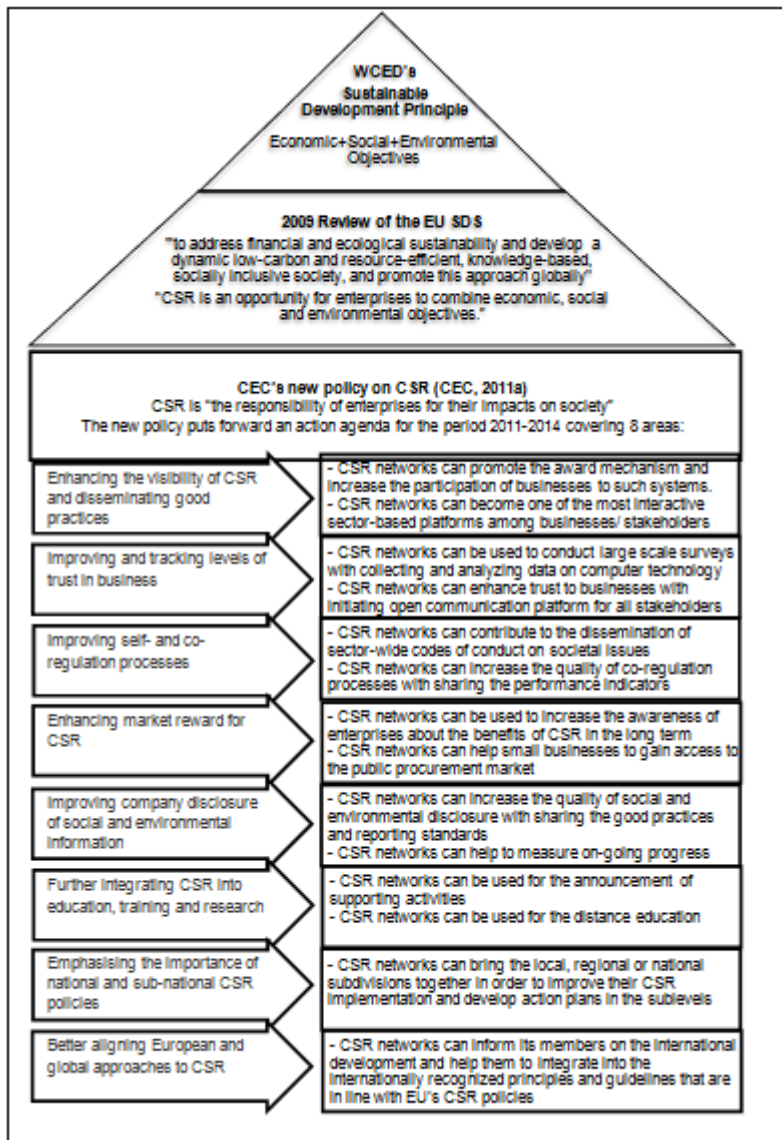 WCED's
Sustainable
Development Principle
Economic+Social+Environmental
Objectives
2009 Review of the EU SDS
"to address financial and ecological sustainability and develop a
dynamic low-carbon and resource-efficient, knowledge-based,
socially inclusive society, and promote this approach globally"
"CSR is an opportunity for enterprises to combine economic, social
and environmental objectives."
CEC's new policy on CSR (CEC, 2011a)
CSR is "the responsibility of enterprises for their impacts on society"
The new policy puts forward an action agenda for the period 2011-2014 covering 8 areas:
Enhancing the visibility of CSR
and disseminating good
practices
- CSR networks can promote the award mechanism and
increase the participation of businesses to such systems.
- CSR networks can become one of the most interactive
sector-based platforms among businesses/ stakeholders
Improving and tracking levels of
trust in business
- CSR networks can be used to conduct large scale surveys
with collecting and analyzing data on computer technology
- CSR networks can enhance trust to businesses with
initiating open communication platform for all stakeholders
Improving self- and co-
regulation processes
- CSR networks can contribute to the dissemination of
sector-wide codes of conduct on societal issues
- CSR networks can increase the quality of co-regulation
processes with sharing the performance indicators
Enhancing market reward for
CSR
- CSR networks can be used to increase the awareness of
enterprises about the benefits of CSR in the long term
- CSR networks can help small businesses to gain access to
the public procurement market
Improving company disclosure
of social and environmental
information
- CSR networks can increase the quality of social and
environmental disclosure with sharing the good practices
and reporting standards
- CSR networks can help to measure on-going progress
Further integrating CSR into
education, training and research
- CSR networks can be used for the announcement of
supporting activities
- CSR networks can be used for the distance education
Emphasising the importance of
national and sub-national CSR
policies
- CSR networks can bring the local, regional or national
subdivisions together in order to improve their CSR
implementation and develop action plans in the sublevels
Better aligning European and
global approaches to CSR
- CSR networks can inform its members on the international
development and help them to integrate into the
internationally recognized principles and guidelines that are
in line with EU's CSR policies